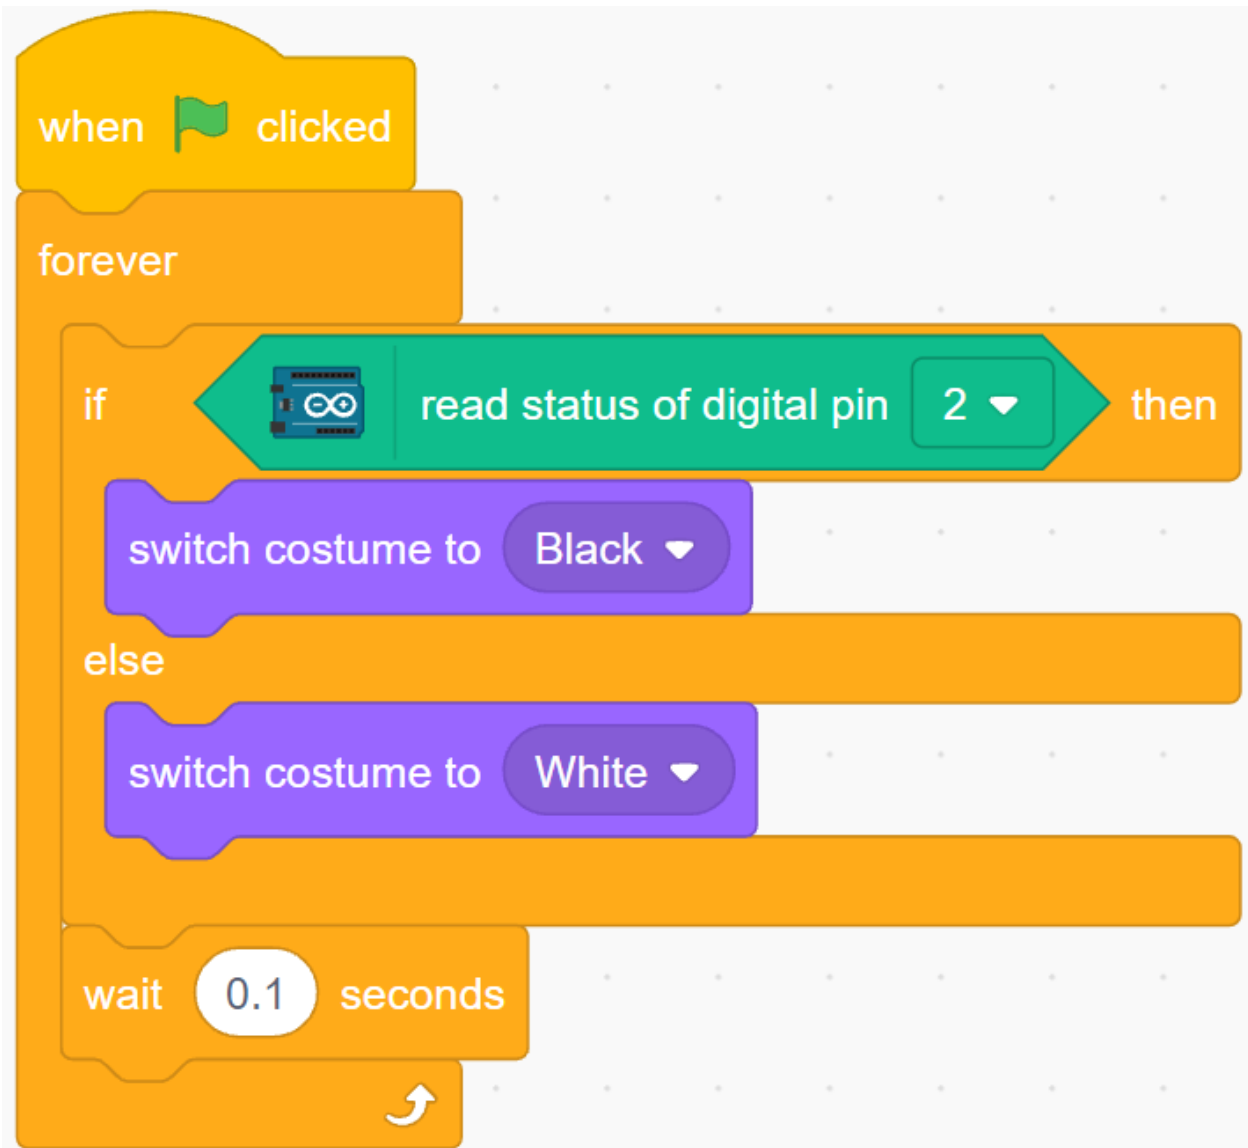 when clicked
forever
if read status of digital pin 2 then
switch costume to Black
else
switch costume to White
wait 0.1 seconds